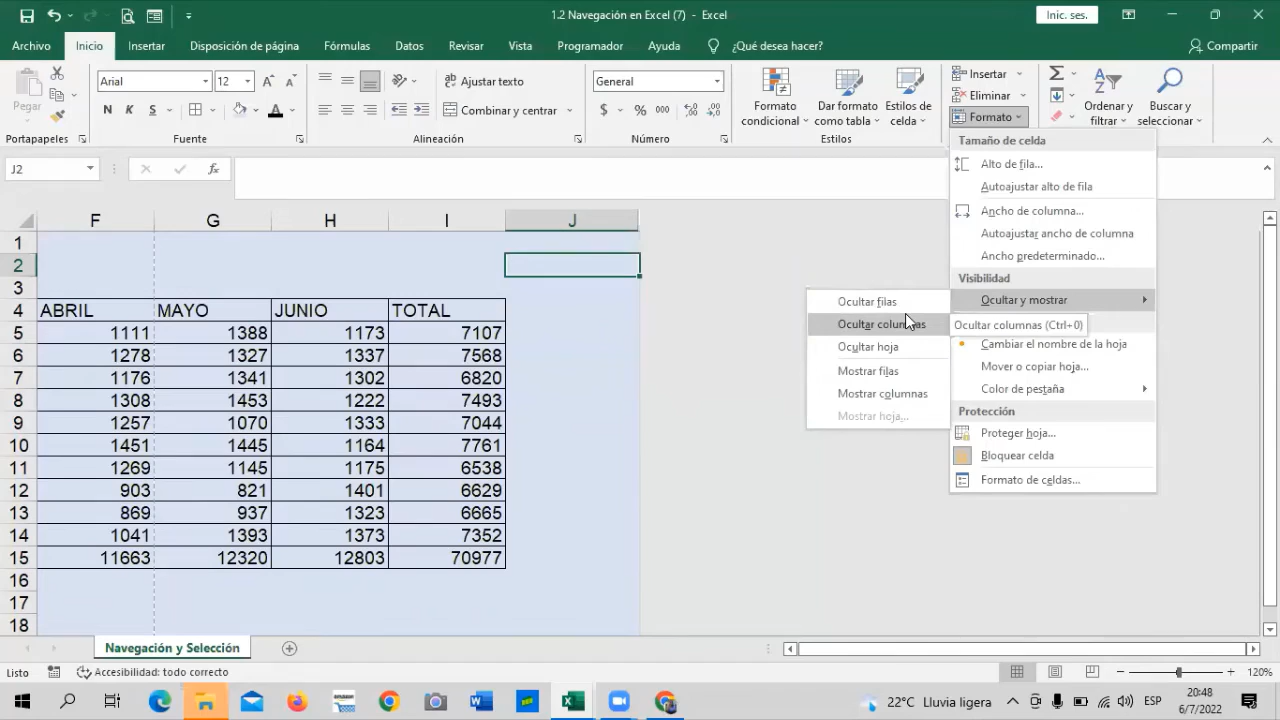 1.2 Navegación en Excel (7) - Excel
Inic. ses.
Archivo Inicio Insertar Disposición de página Fórmulas Datos Revisar Vista Programador Ayuda ¿Qué desea hacer? Compartir
Pegar
Arial 12
N K S
Ajustar texto
Combinar y centrar
General
$ % 000
Formato condicional
Dar formato como tabla
Estilos de celda
Insertar
Eliminar
Formato
Ordenar y filtrar
Buscar y seleccionar
Portapapeles Fuente Alineación Número Estilos
J2
fx
Tamaño de celda
Alto de fila...
Autoajustar alto de fila
Ancho de columna...
Autoajustar ancho de columna
Ancho predeterminado...
Visibilidad
Ocultar y mostrar
Cambiar el nombre de la hoja
Mover o copiar hoja...
Color de pestaña
Protección
Proteger hoja...
Bloquear celda
Formato de celdas...
Ocultar filas
Ocultar columnas
Ocultar hoja
Mostrar filas
Mostrar columnas
Mostrar hoja...
Ocultar columnas (Ctrl+0)
F G H I J
1
2
3
4 ABRIL MAYO JUNIO TOTAL
5 1111 1388 1173 7107
6 1278 1327 1337 7568
7 1176 1341 1302 6820
8 1308 1453 1222 7493
9 1257 1070 1333 7044
10 1451 1445 1164 7761
11 1269 1145 1175 6538
12 903 821 1401 6629
13 869 937 1323 6665
14 1041 1393 1373 7352
15 11663 12320 12803 70977
16
17
18
Navegación y Selección
Listo Accesibilidad: todo correcto 120%
22°C Lluvia ligera ESP 20:48
6/7/2022